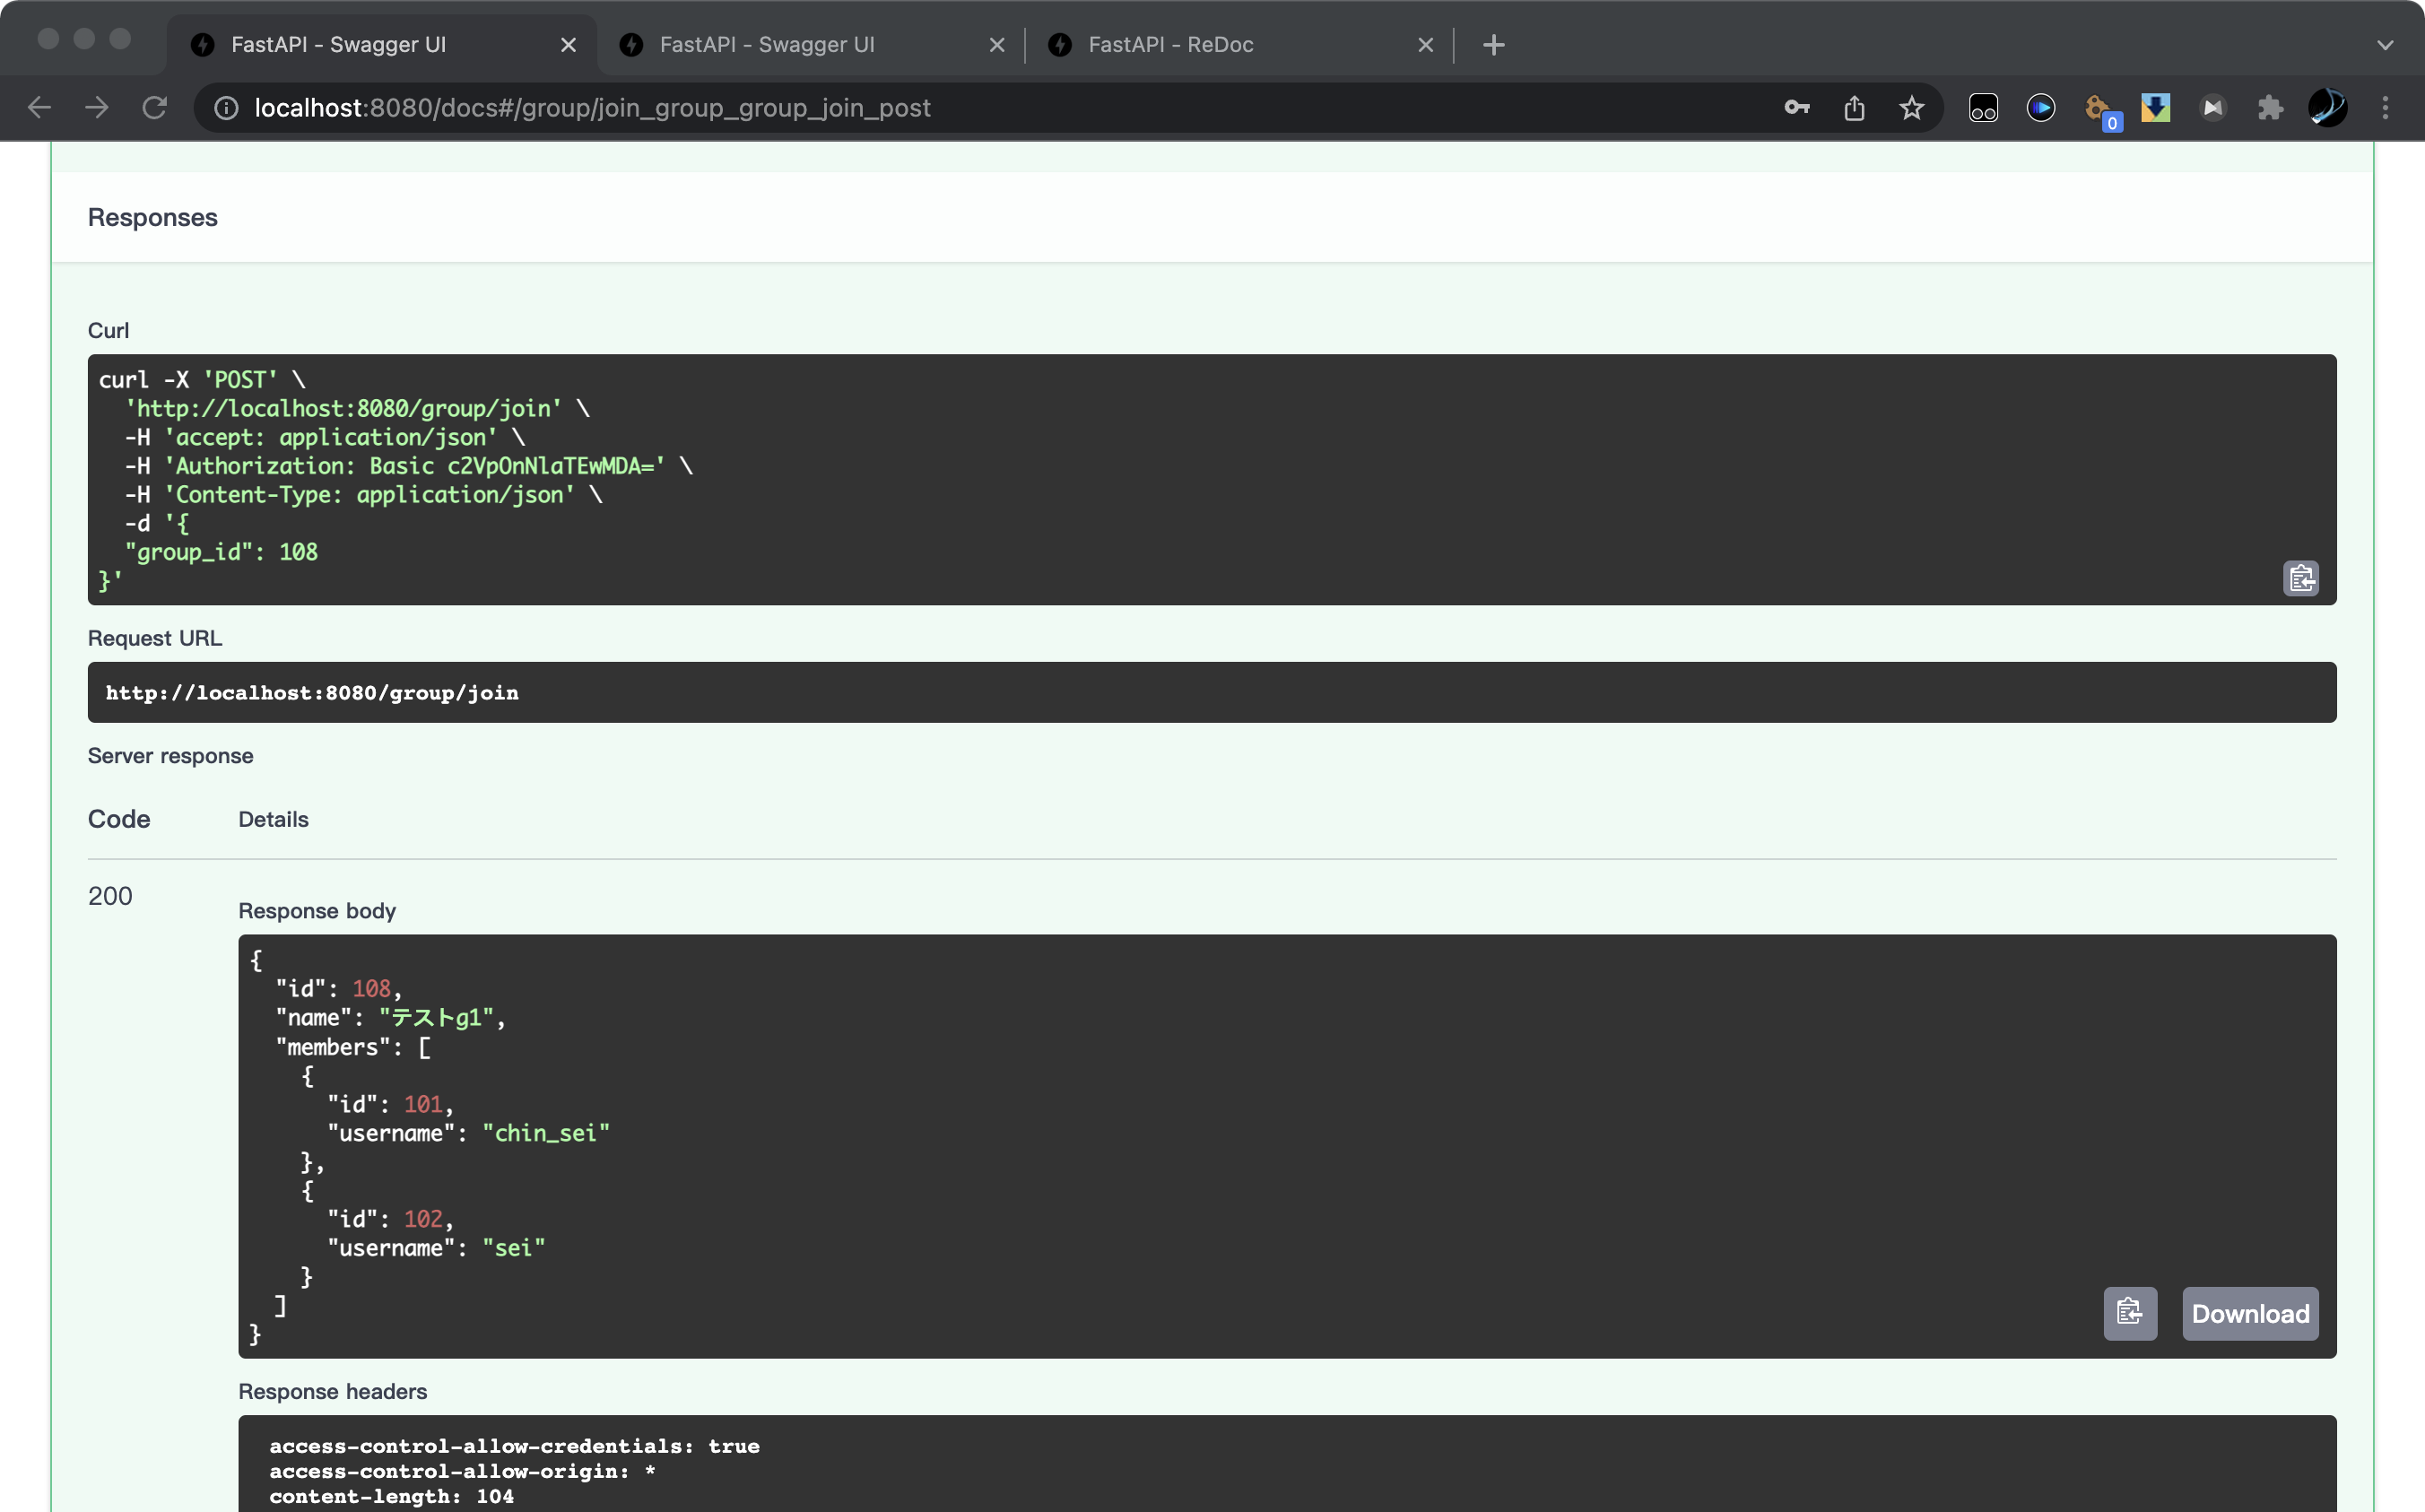 FastAPI - Swagger UI
FastAPI - Swagger UI
FastAPI - ReDoc
localhost:8080/docs#/group/join_group_group_join_post
0
Responses
Curl
curl -X 'POST' \
'http://localhost:8080/group/join' \
-H 'accept: application/json' \
-H 'Authorization: Basic c2VpOnNlaTEwMDA=' \
-H 'Content-Type: application/json' \
-d '{
"group_id": 108
}'
Request URL
http://localhost:8080/group/join
Server response
Code Details
200
Response body
{
"id": 108,
"name": "テストg1",
"members": [
{
"id": 101,
"username": "chin_sei"
},
{
"id": 102,
"username": "sei"
}
]
}
Download
Response headers
access-control-allow-credentials: true
access-control-allow-origin: *
content-length: 104